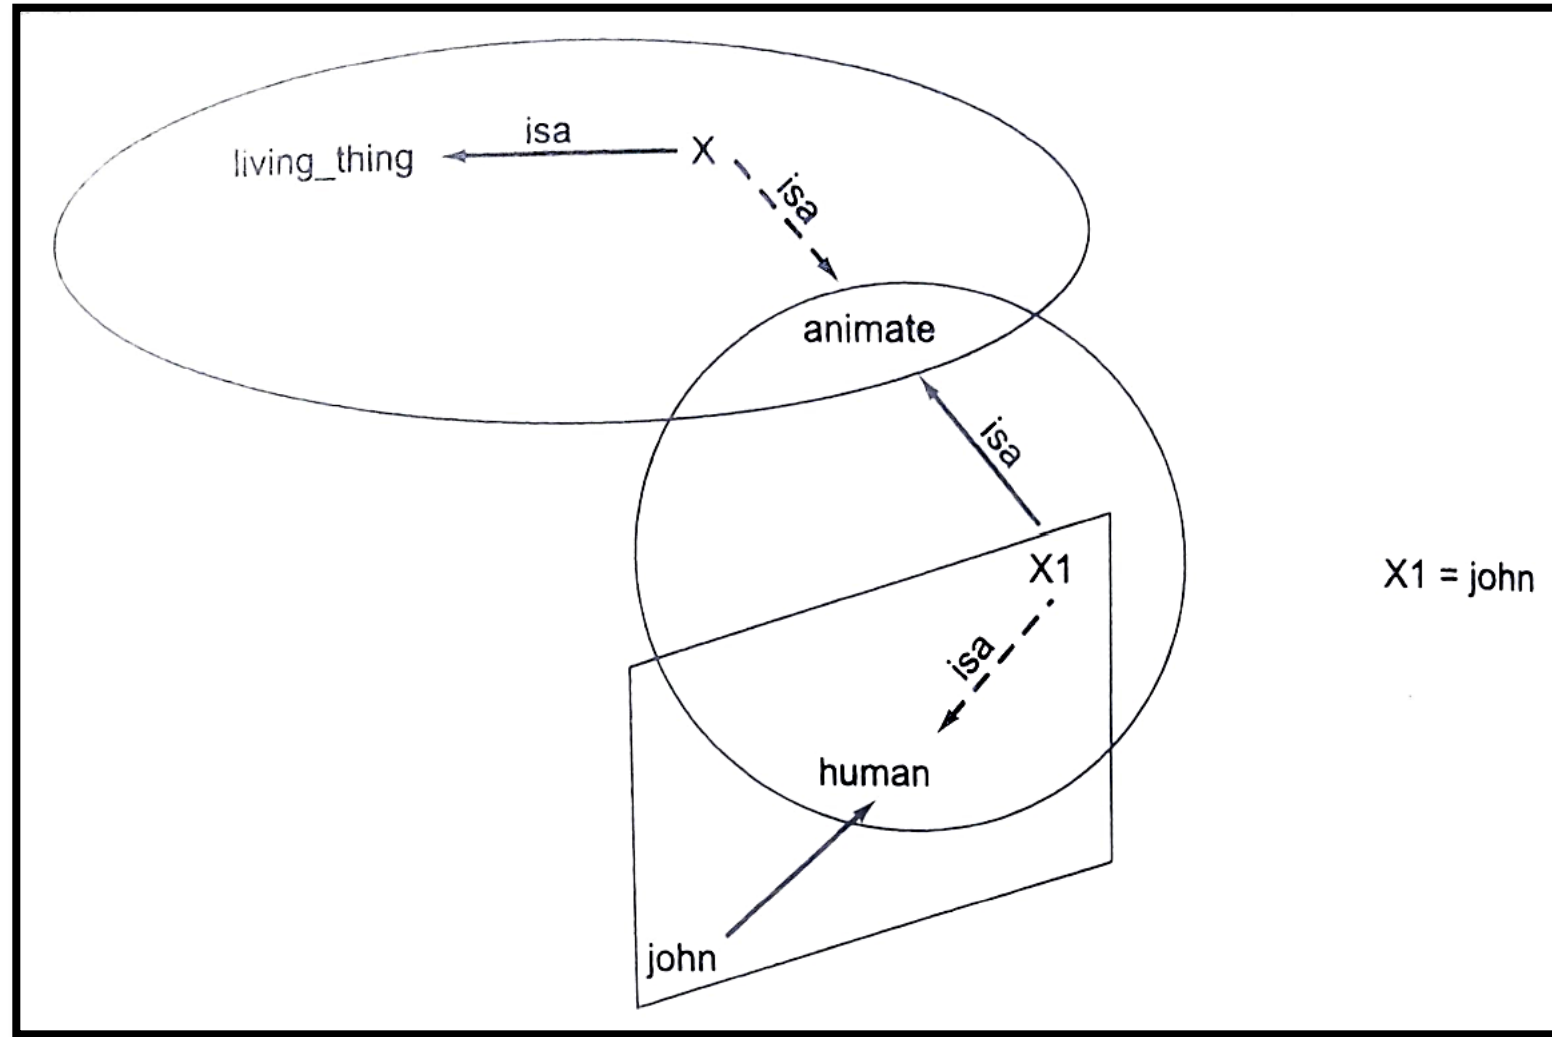 isa
living_thing
X
isa
animate
isa
X1
X1 = john
isa
human
john